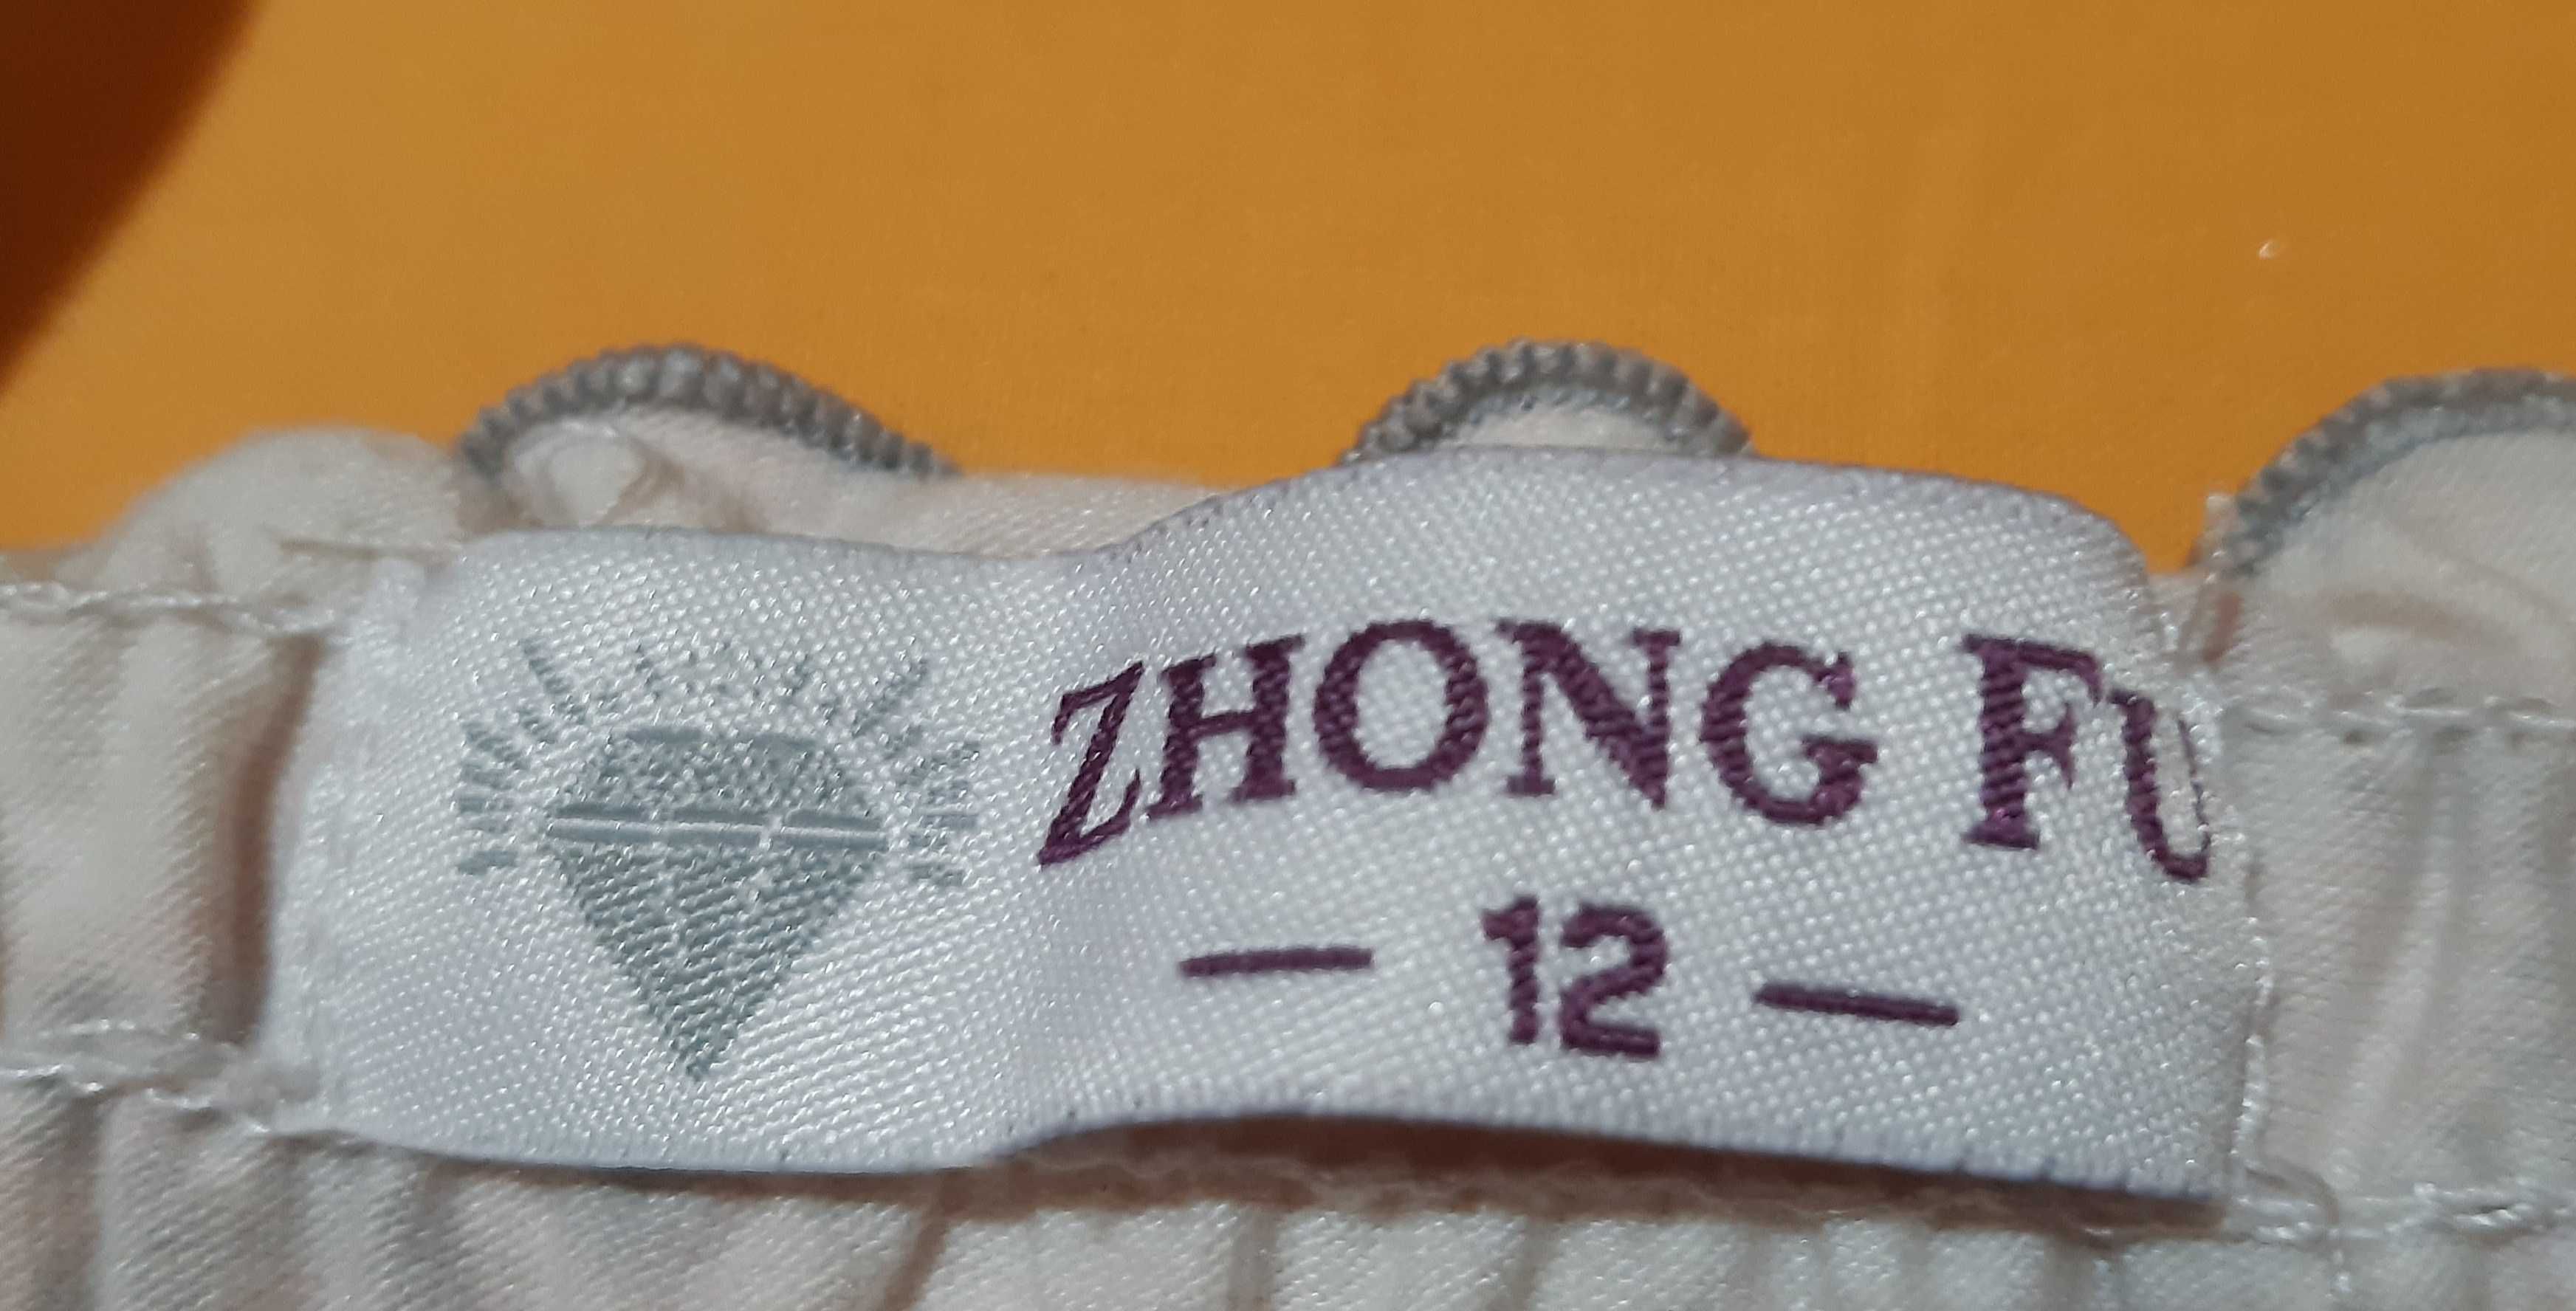 ZHONG FU
— 12 —